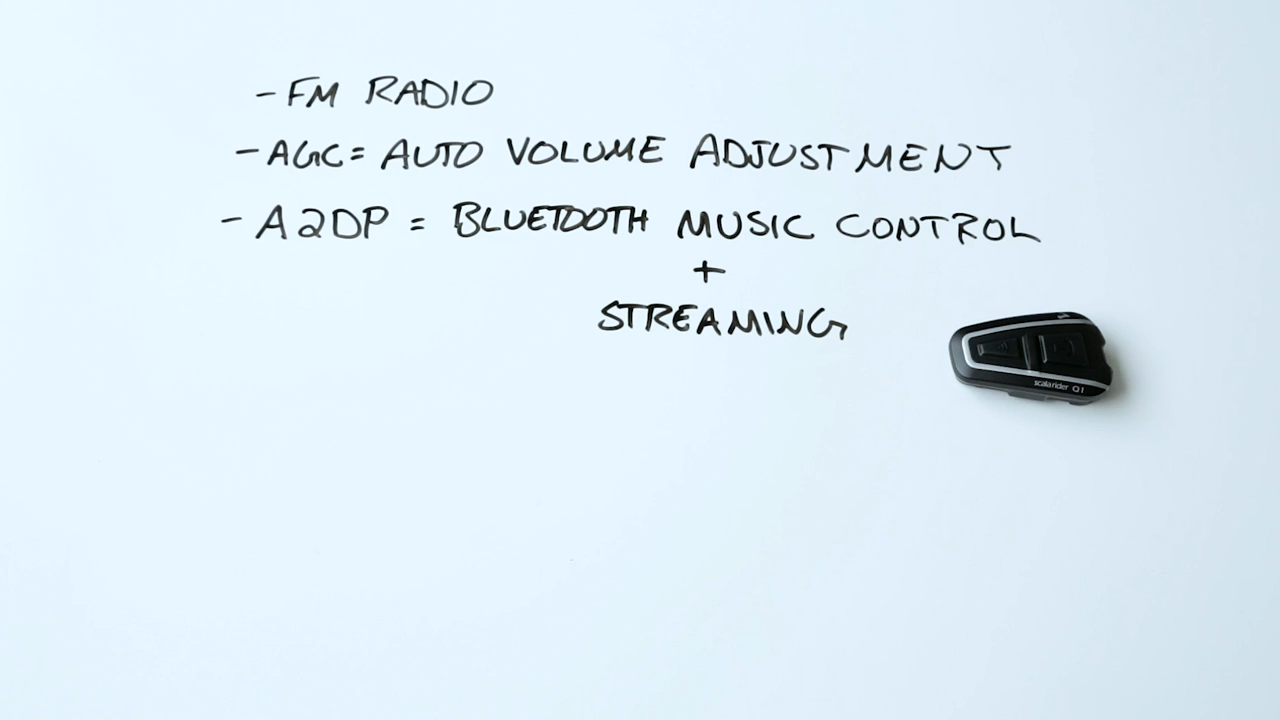 - FM RADIO
- AGC = AUTO VOLUME ADJUSTMENT
- A2DP = BLUETOOTH MUSIC CONTROL
+
STREAMING
scala rider Q1